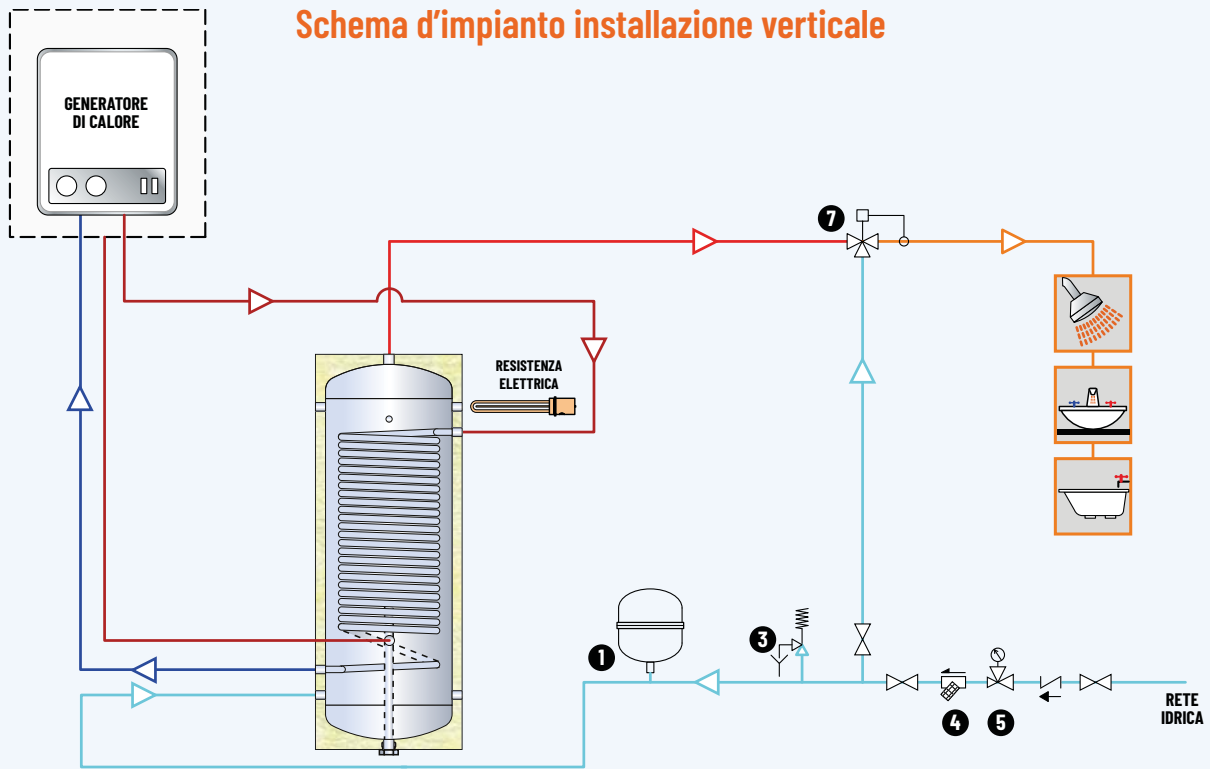 Schema d'impianto installazione verticale
GENERATORE
DI CALORE
7
RESISTENZA
ELETTRICA
1
3
4
5
RETE
IDRICA